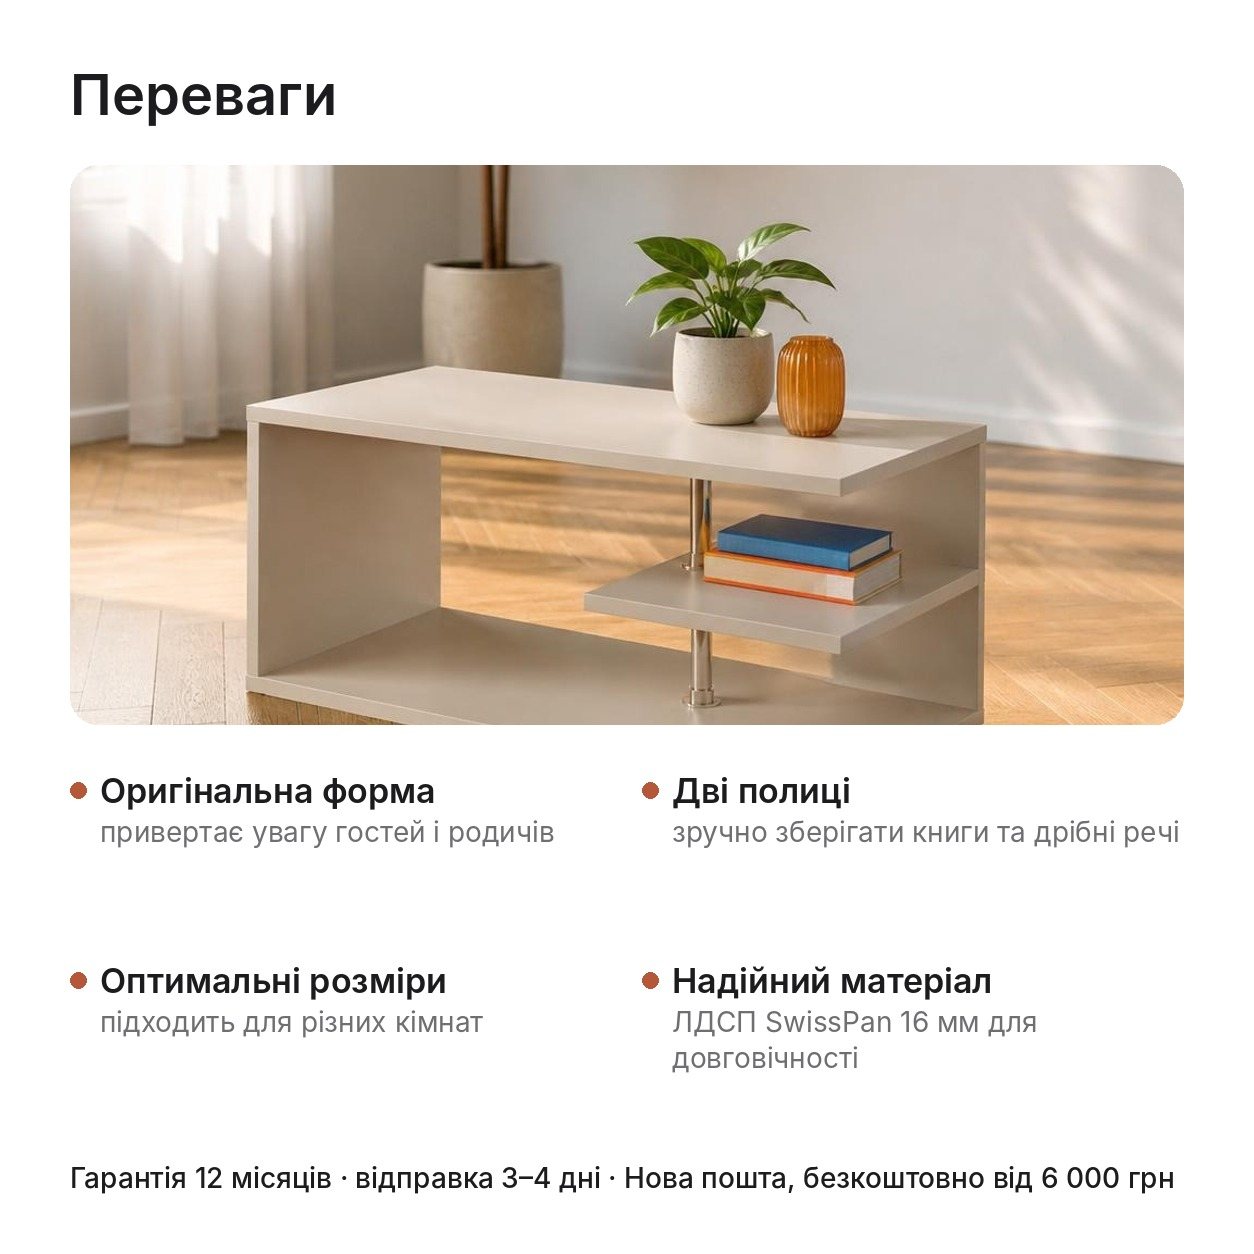 Переваги
Оригінальна форма
привертає увагу гостей і родичів
Дві полиці
зручно зберігати книги та дрібні речі
Оптимальні розміри
підходить для різних кімнат
Надійний матеріал
ЛДСП SwissPan 16 мм для
довговічності
Гарантія 12 місяців · відправка 3–4 дні · Нова пошта, безкоштовно від 6 000 грн